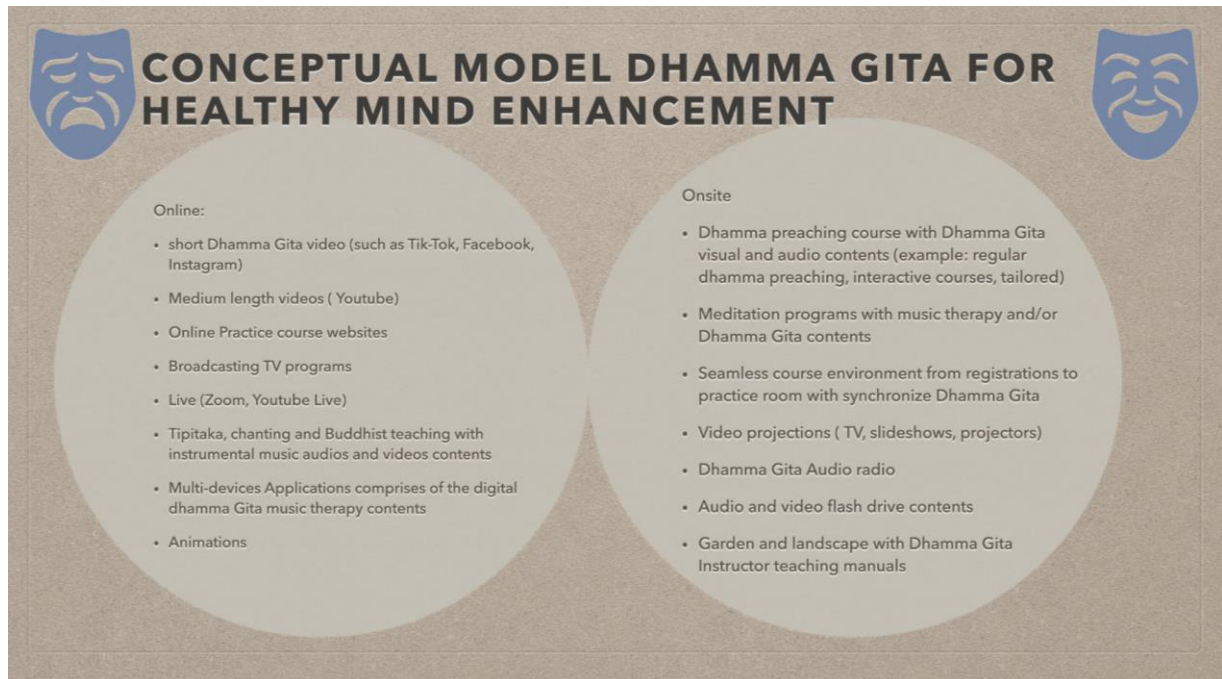 CONCEPTUAL MODEL DHAMMA GITA FOR
HEALTHY MIND ENHANCEMENT
Online:
• short Dhamma Gita video (such as Tik-Tok, Facebook,
Instagram)
• Medium length videos ( Youtube)
• Online Practice course websites
• Broadcasting TV programs
• Live (Zoom, Youtube Live)
• Tipitaka, chanting and Buddhist teaching with
instrumental music audios and videos contents
• Multi-devices Applications comprises of the digital
dhamma Gita music therapy contents
• Animations
Onsite
• Dhamma preaching course with Dhamma Gita
visual and audio contents (example: regular
dhamma preaching, interactive courses, tailored)
• Meditation programs with music therapy and/or
Dhamma Gita contents
• Seamless course environment from registrations to
practice room with synchronize Dhamma Gita
• Video projections ( TV, slideshows, projectors)
• Dhamma Gita Audio radio
• Audio and video flash drive contents
• Garden and landscape with Dhamma Gita
Instructor teaching manuals